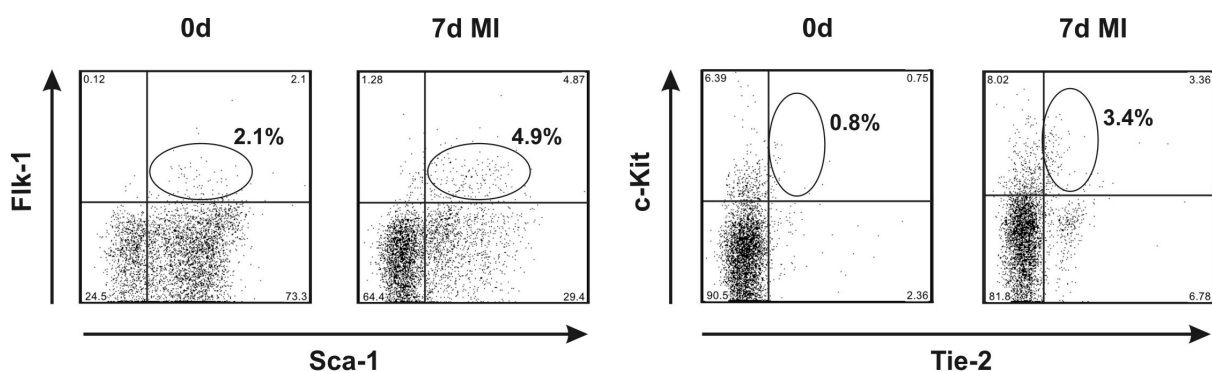 0d 7d MI 0d 7d MI
0.12 2.1 1.28 4.87 6.39 0.75 8.02 3.36
2.1% 4.9% 0.8% 3.4%
Flk-1 c-Kit
24.5 73.3 64.4 29.4 90.5 2.36 81.8 6.78
Sca-1 Tie-2